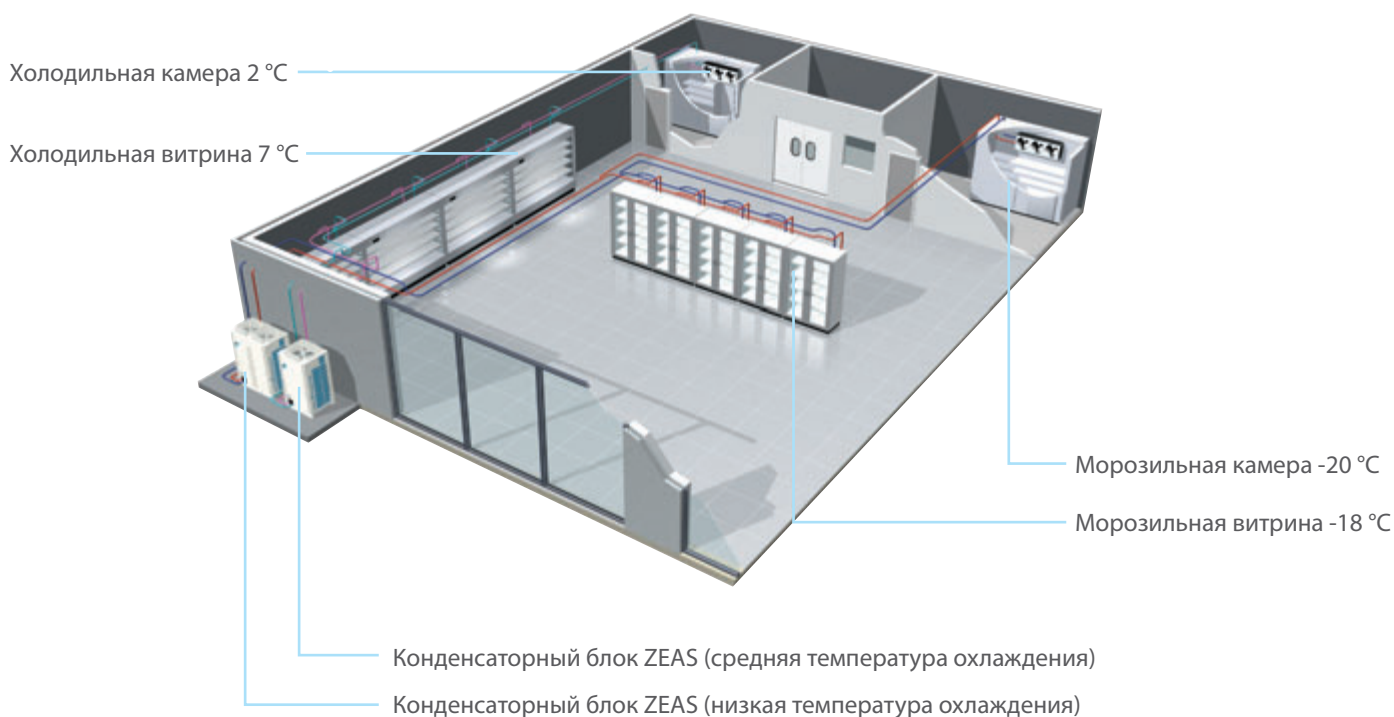 Холодильная камера 2 °C
Холодильная витрина 7 °C
Морозильная камера -20 °C
Морозильная витрина -18 °C
Конденсаторный блок ZEAS (средняя температура охлаждения)
Конденсаторный блок ZEAS (низкая температура охлаждения)